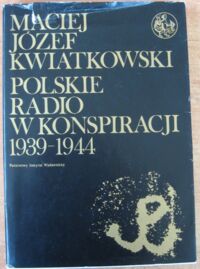 MACIEJ
JÓZEF
KWIATKOWSKI
POLSKIE
RADIO
W KONSPIRACJI
1939-1944
Państwowy Instytut Wydawniczy